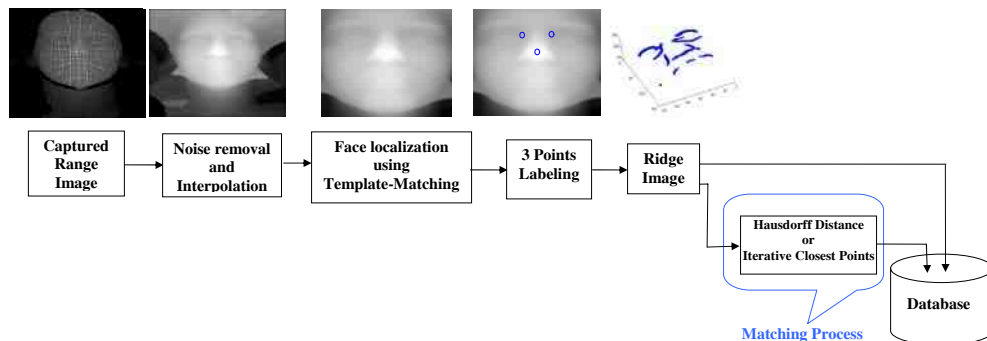 Captured
Range
Image
Noise removal
and
Interpolation
Face localization
using
Template-Matching
3 Points
Labeling
Ridge
Image
Hausdorff Distance
or
Iterative Closest Points
Database
Matching Process